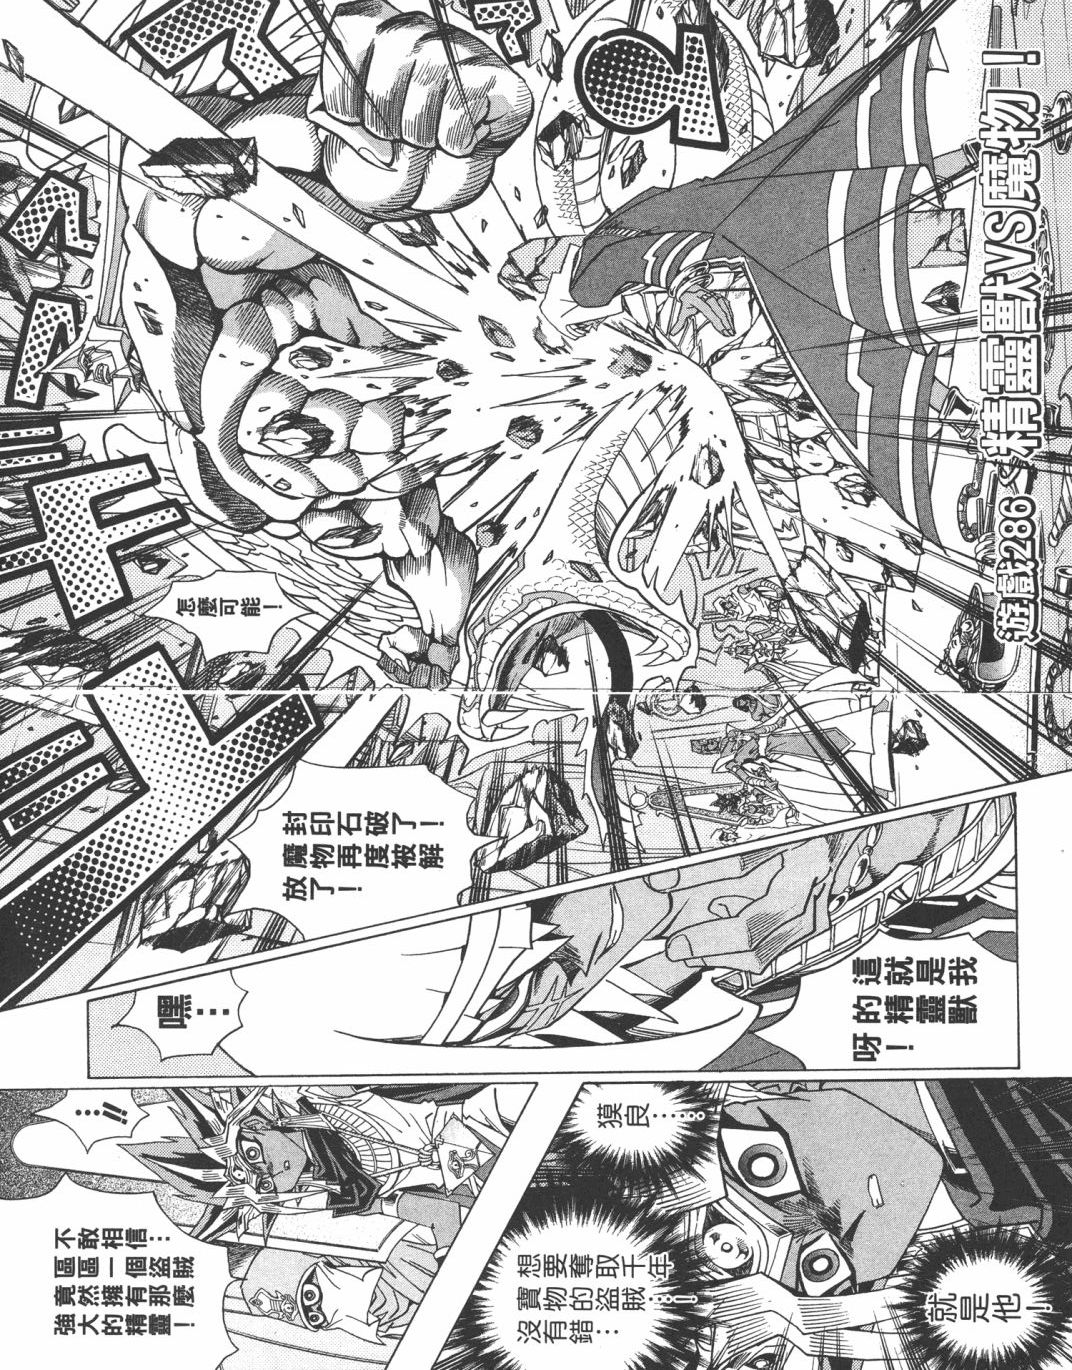 遊戲286 精靈獸VS魔物！
怎麼可能！
封印石破了！
魔物再度被解
放了！
這就是我
的精靈獸
呀！
嘿…
獏良……
就是他！
想要奪取千年
寶物的盜賊……！
沒有錯…
…!!
不敢相信…
區區一個盜賊
竟然擁有那麼
強大的精靈！